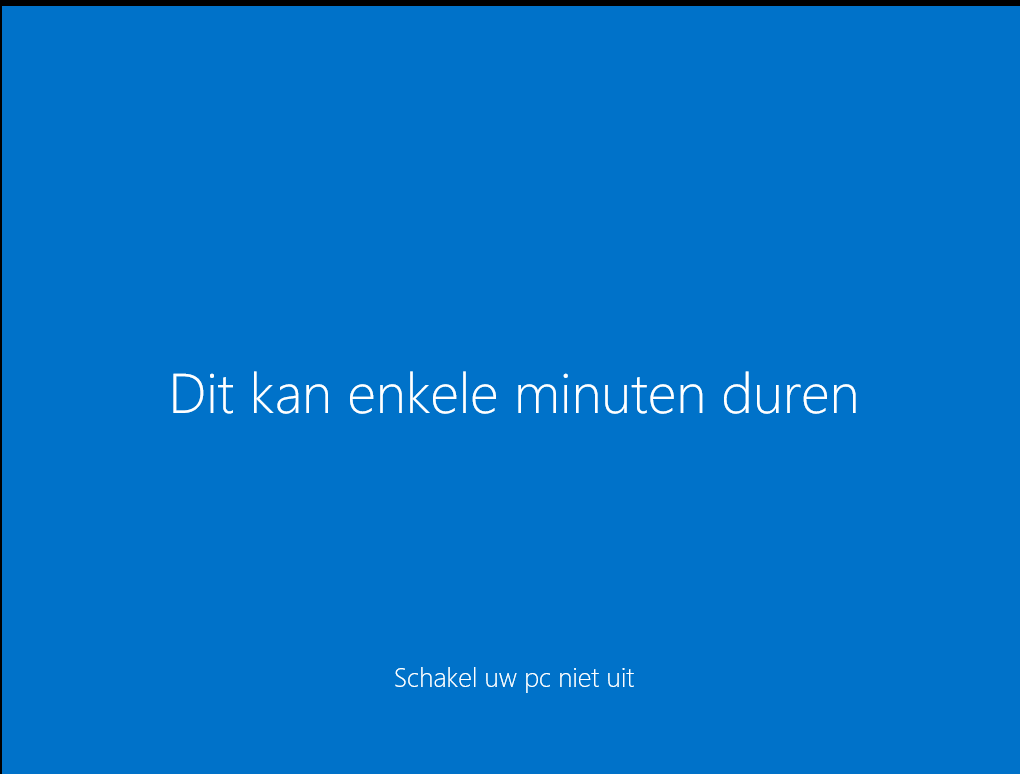 Dit kan enkele minuten duren
Schakel uw pc niet uit